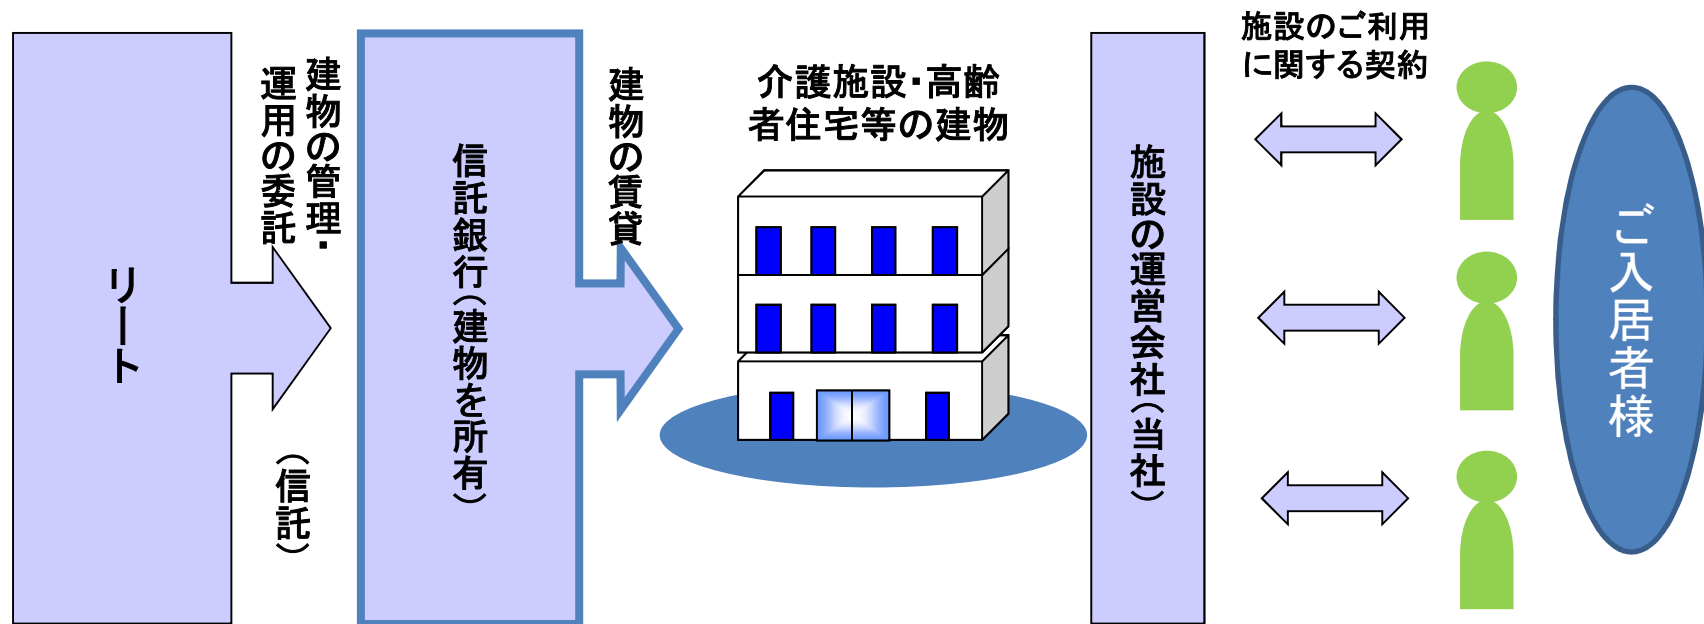 リート
建物の管理・
運用の委託
（信託）
信託銀行（建物を所有）
建物の賃貸
介護施設・高齢
者住宅等の建物
施設の運営会社（当社）
施設のご利用
に関する契約
ご入居者様